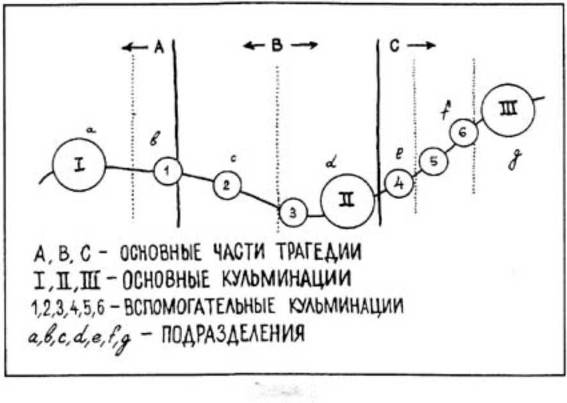 ← A B C →
a
f
III
в
c
d
e
6
I
5
g
1
2
II
4
3
A, B, C – ОСНОВНЫЕ ЧАСТИ ТРАГЕДИИ
I, II, III – ОСНОВНЫЕ КУЛЬМИНАЦИИ
1,2,3,4,5,6 – ВСПОМОГАТЕЛЬНЫЕ КУЛЬМИНАЦИИ
a,b,c,d,e,f,g – ПОДРАЗДЕЛЕНИЯ